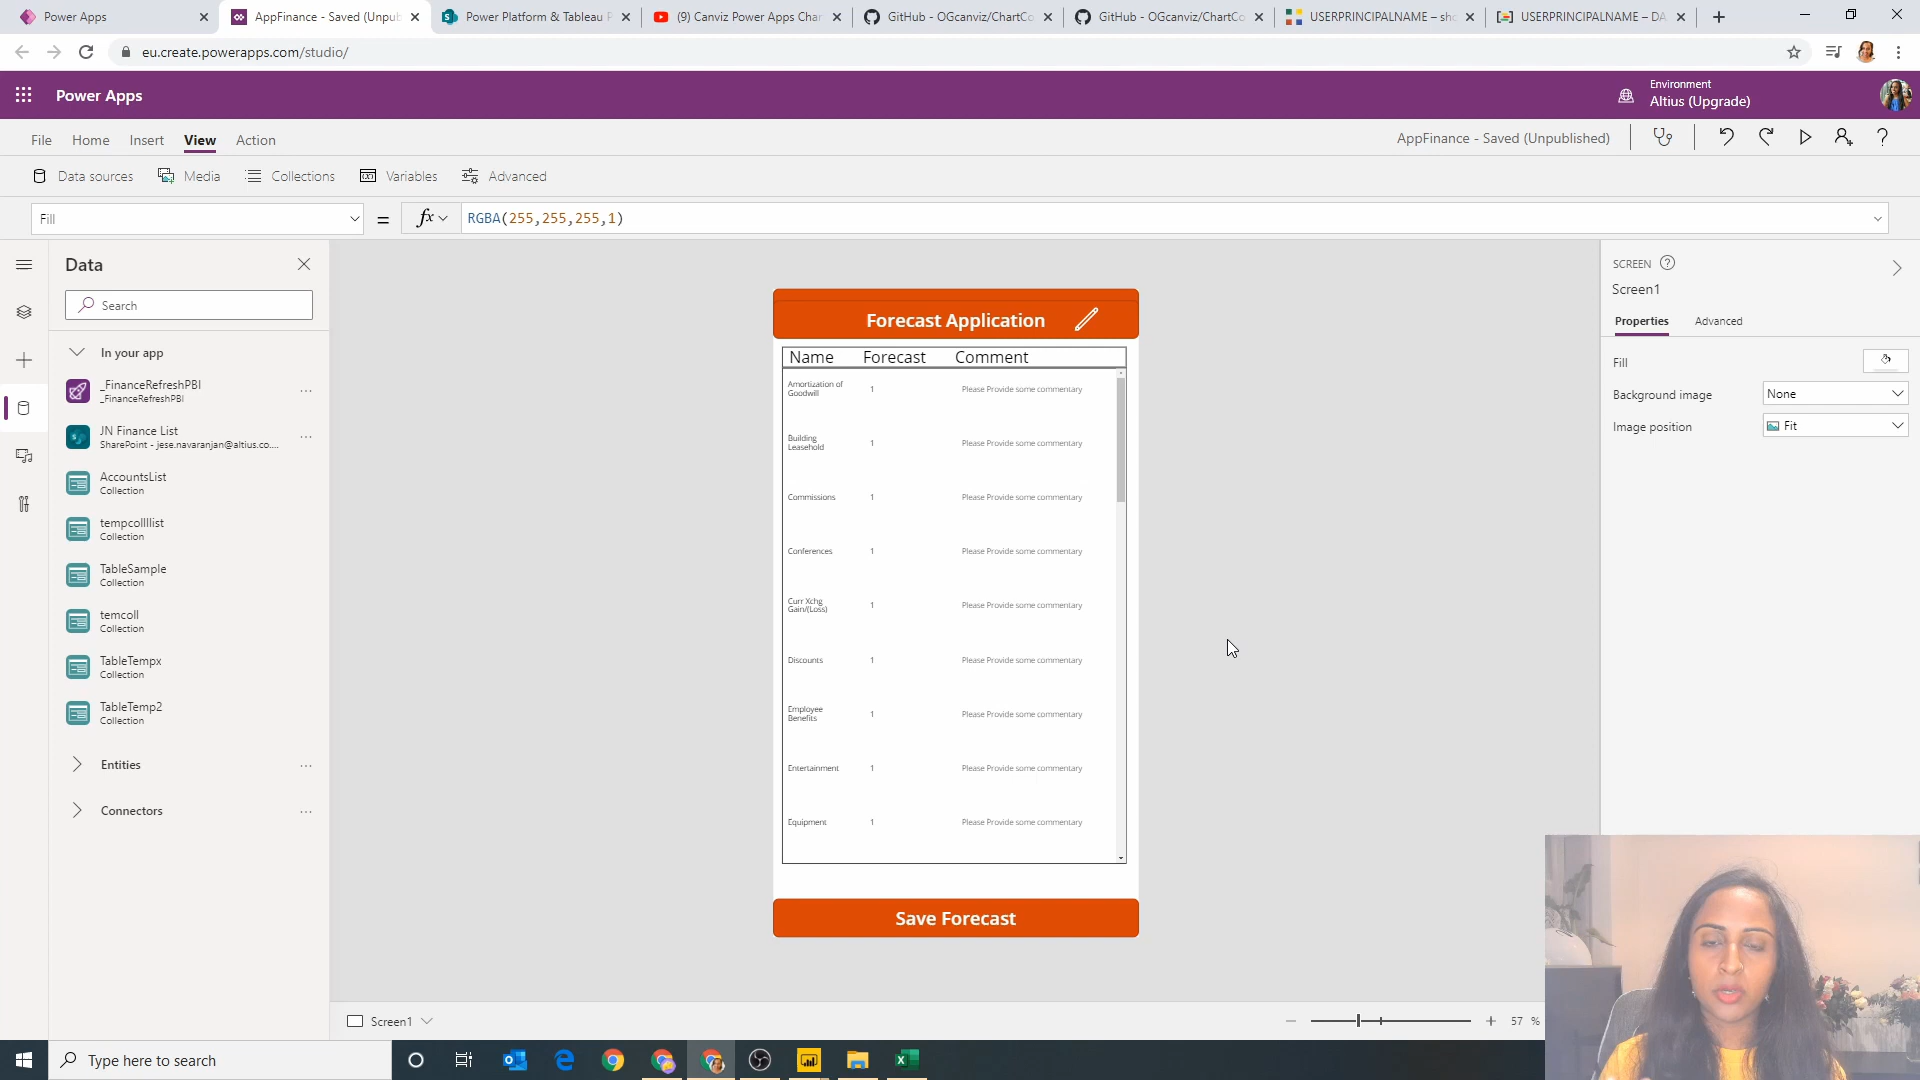 Power Apps
AppFinance - Saved (Unpub
Power Platform & Tableau P
(9) Canviz Power Apps Char
GitHub - OGcanviz/ChartCo
GitHub - OGcanviz/ChartCo
USERPRINCIPALNAME – sho
USERPRINCIPALNAME – DA
eu.create.powerapps.com/studio/
Power Apps
Environment
Altius (Upgrade)
File Home Insert View Action
AppFinance - Saved (Unpublished)
Data sources Media Collections Variables Advanced
Fill = fx RGBA(255,255,255,1)
Data
Search
In your app
_FinanceRefreshPBI
_FinanceRefreshPBI
JN Finance List
SharePoint - jese.navaranjan@altius.co....
AccountsList
Collection
tempcolllist
Collection
TableSample
Collection
temcoll
Collection
TableTempx
Collection
TableTemp2
Collection
Entities
Connectors
Forecast Application
Name Forecast Comment
Amortization of
Goodwill
1 Please Provide some commentary
Building
Leasehold
1 Please Provide some commentary
Commissions 1 Please Provide some commentary
Conferences 1 Please Provide some commentary
Curr Xchg
Gain/(Loss)
1 Please Provide some commentary
Discounts 1 Please Provide some commentary
Employee
Benefits
1 Please Provide some commentary
Entertainment 1 Please Provide some commentary
Equipment 1 Please Provide some commentary
Save Forecast
SCREEN
Screen1
Properties Advanced
Fill
Background image None
Image position Fit
Screen1
57 %
Type here to search